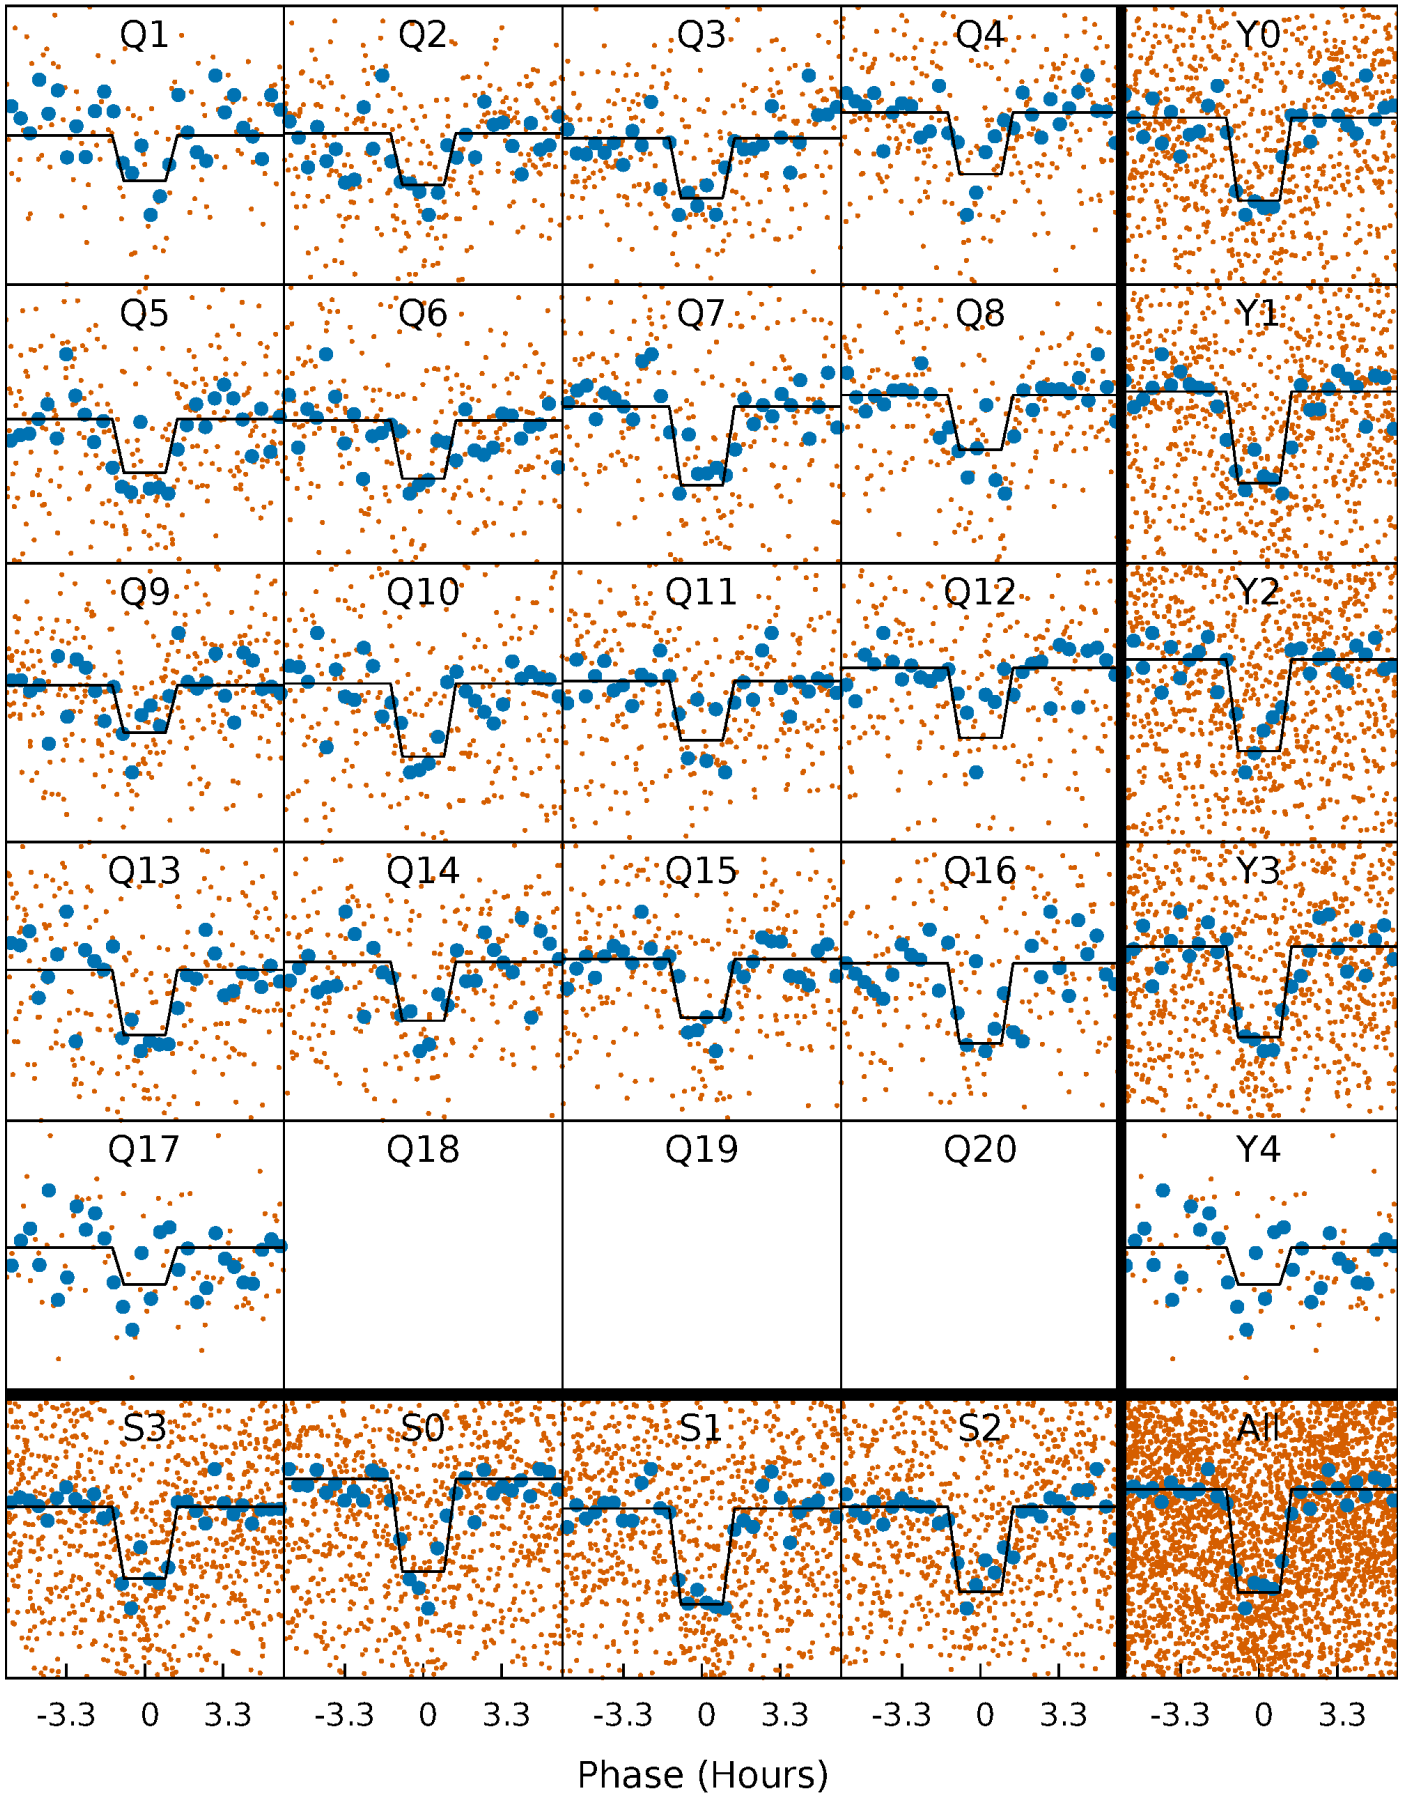 Q1 Q2 Q3 Q4 Y0
Q5 Q6 Q7 Q8 Y1
Q9 Q10 Q11 Q12 Y2
Q13 Q14 Q15 Q16 Y3
Q17 Q18 Q19 Q20 Y4
S3 S0 S1 S2 All
-3.3 0 3.3 -3.3 0 3.3 -3.3 0 3.3 -3.3 0 3.3 -3.3 0 3.3
Phase (Hours)